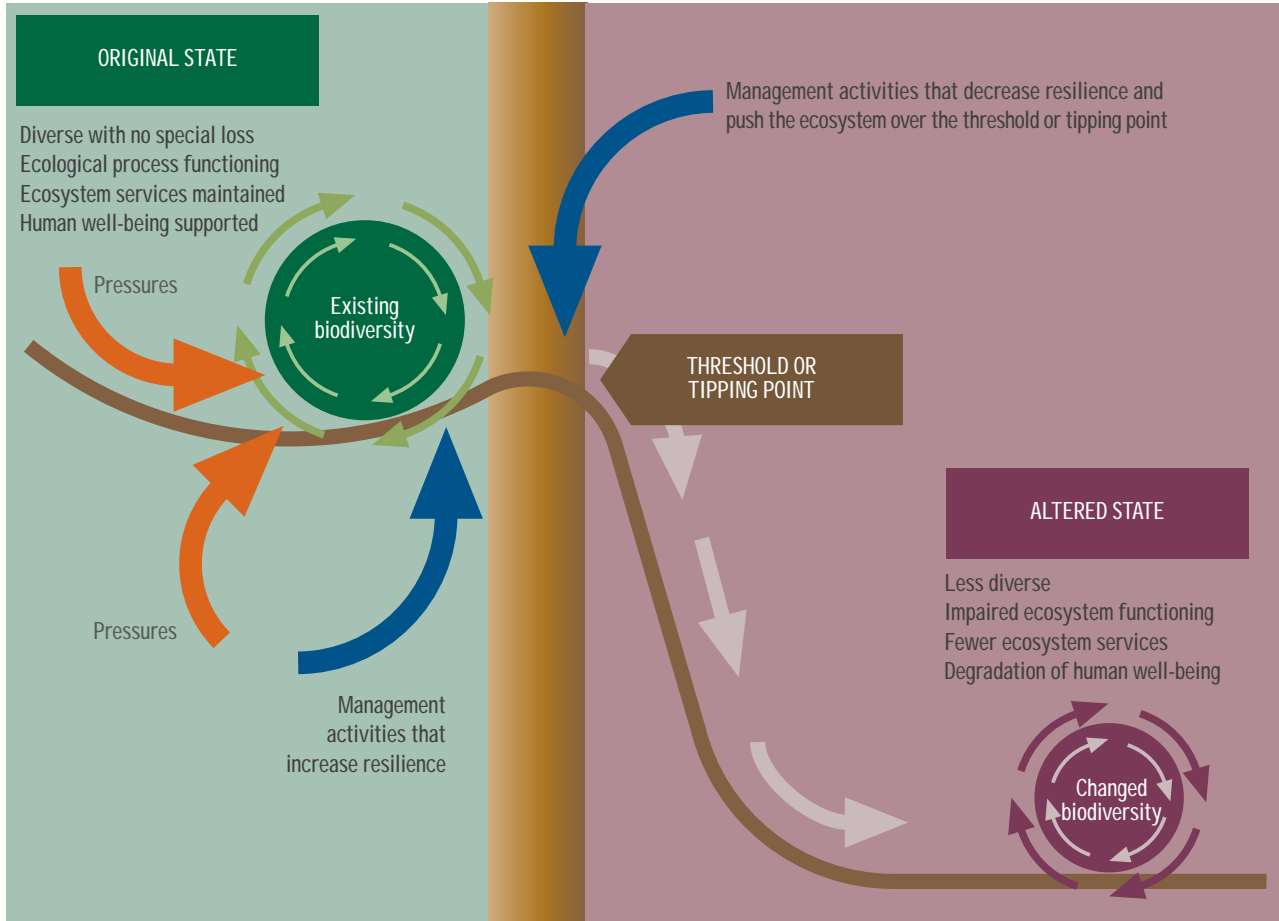 ORIGINAL STATE
Diverse with no special loss
Ecological process functioning
Ecosystem services maintained
Human well-being supported
Pressures
Existing
biodiversity
Management activities that decrease resilience and
push the ecosystem over the threshold or tipping point
THRESHOLD OR
TIPPING POINT
Pressures
Management
activities that
increase resilience
ALTERED STATE
Less diverse
Impaired ecosystem functioning
Fewer ecosystem services
Degradation of human well-being
Changed
biodiversity